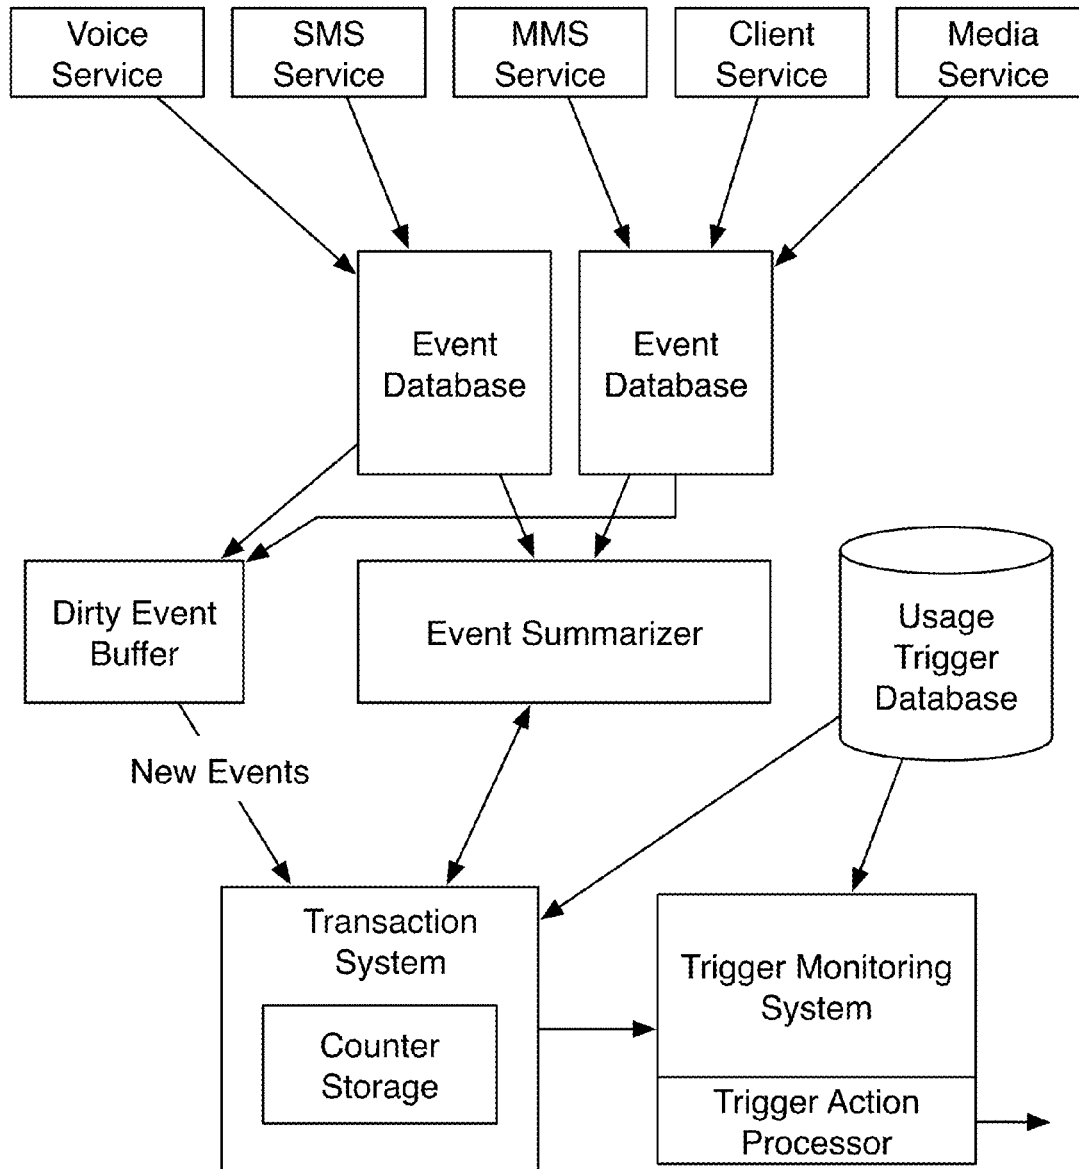 Voice
Service
SMS
Service
MMS
Service
Client
Service
Media
Service
Event
Database
Event
Database
Dirty Event
Buffer
Event Summarizer
Usage
Trigger
Database
New Events
Transaction
System
Counter
Storage
Trigger Monitoring
System
Trigger Action
Processor